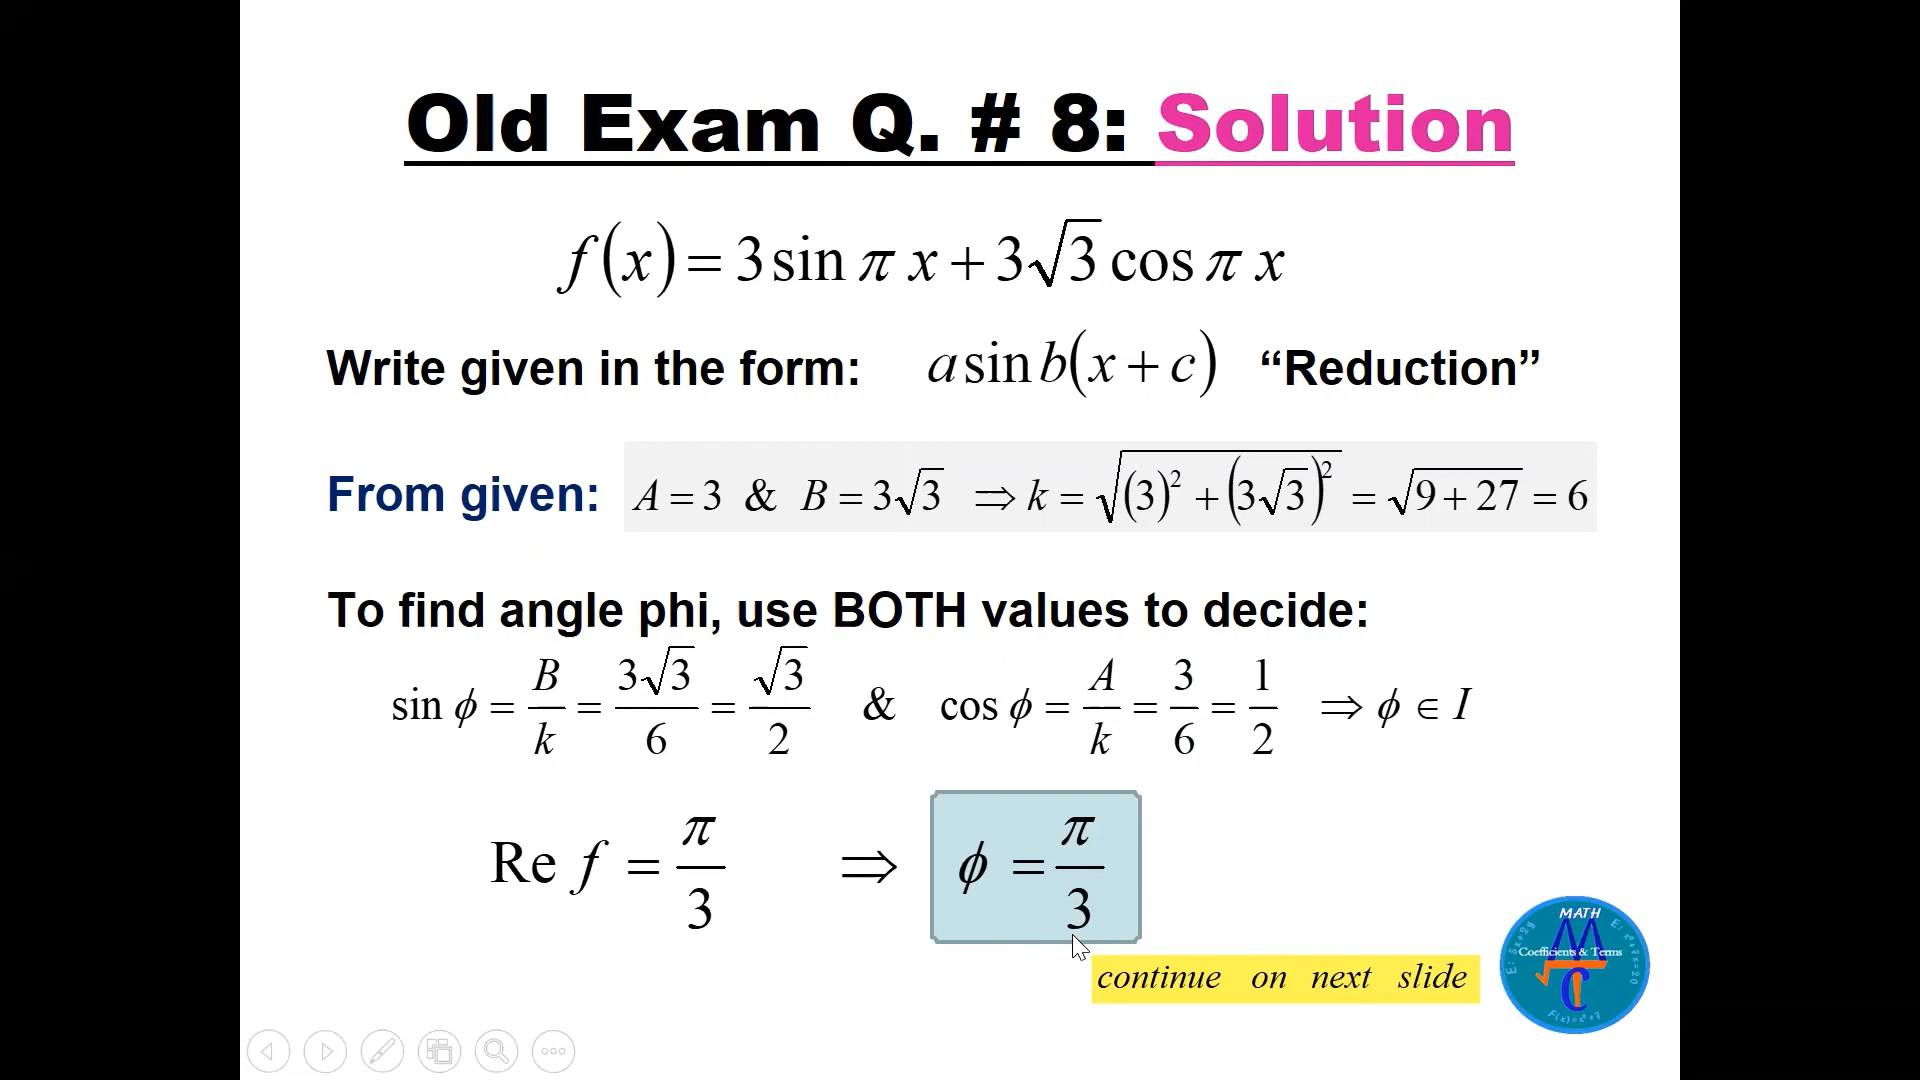 Old Exam Q. # 8: Solution
f(x) = 3 sin π x + 3√3 cos π x
Write given in the form: a sin b(x + c) “Reduction”
From given: A = 3 & B = 3√3 ⇒ k = √((3)² + (3√3)²) = √(9 + 27) = 6
To find angle phi, use BOTH values to decide:
sin ϕ = B/k = 3√3/6 = √3/2 & cos ϕ = A/k = 3/6 = 1/2 ⇒ ϕ ∈ I
Re f = π/3 ⇒ ϕ = π/3
continue on next slide
MATH
Coefficients & Terms